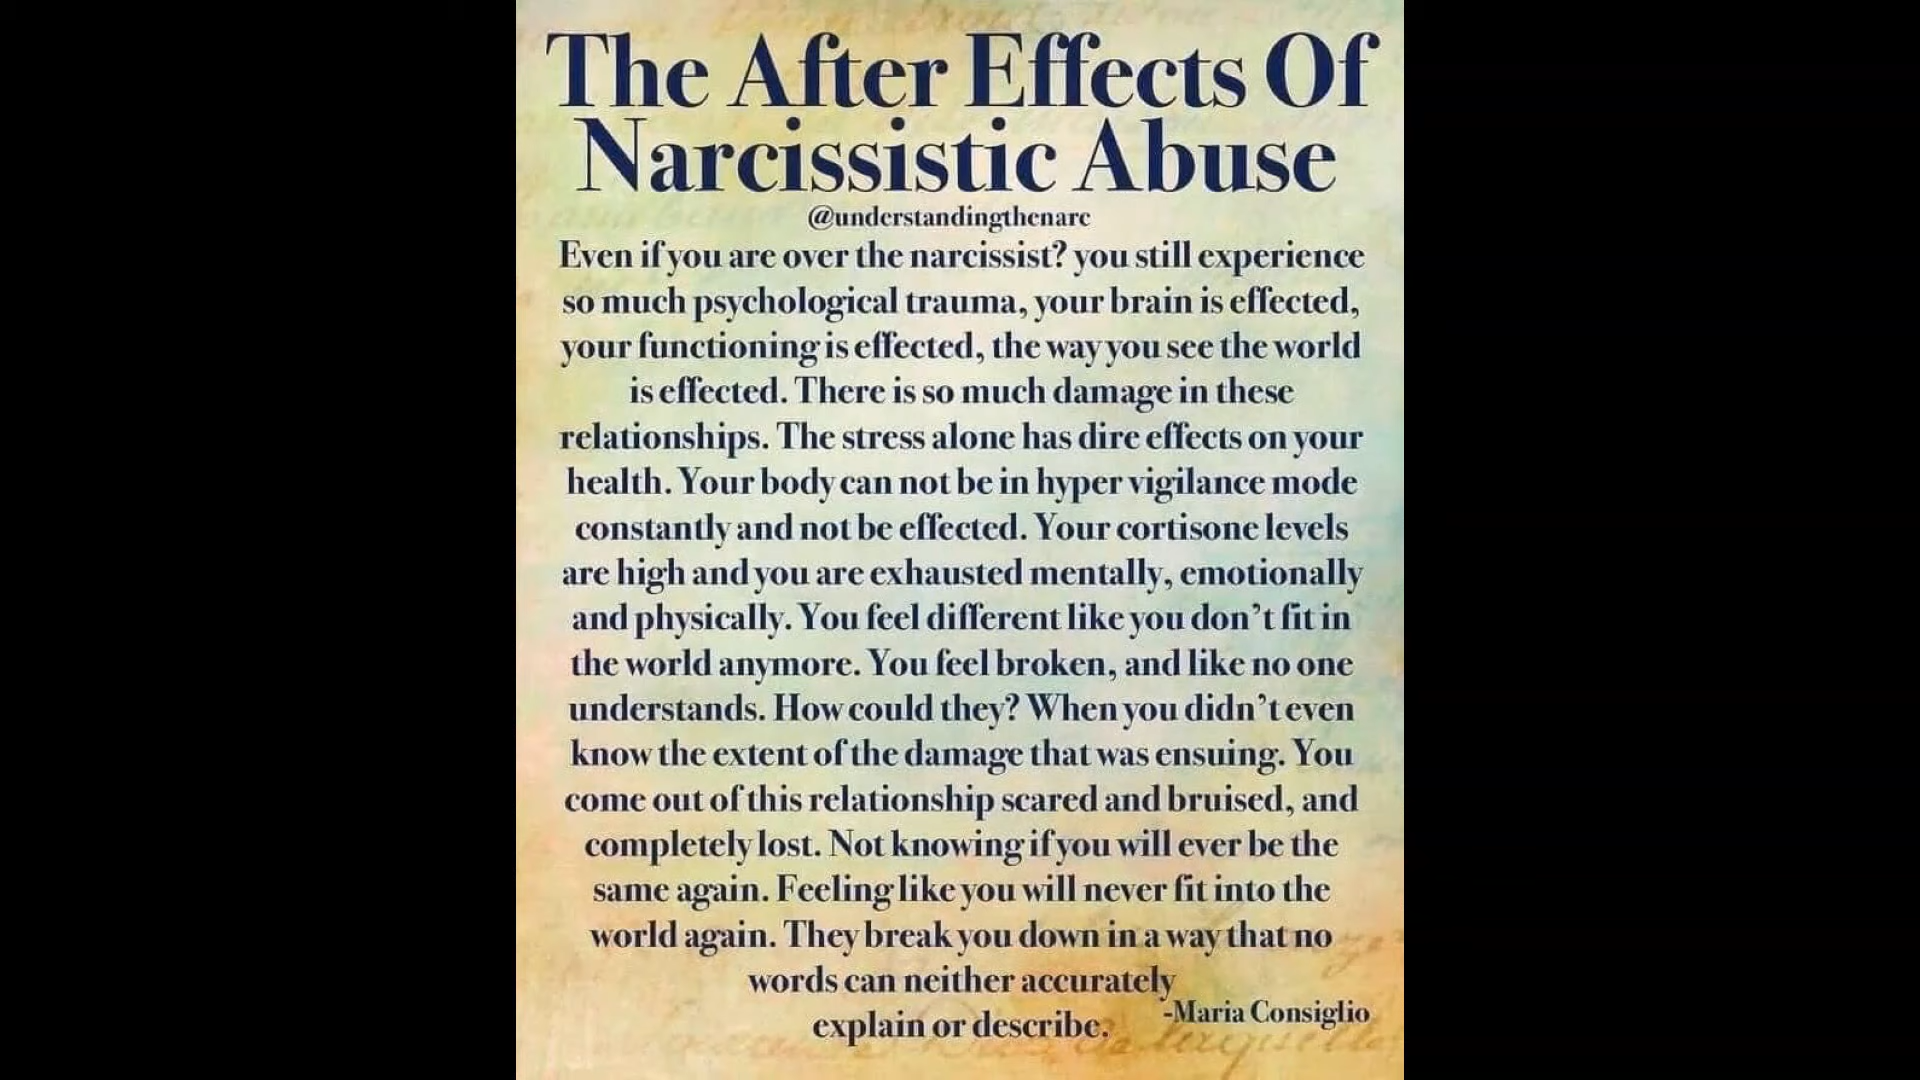 The After Effects Of
Narcissistic Abuse
@understandingthenarc
Even if you are over the narcissist? you still experience
so much psychological trauma, your brain is effected,
your functioning is effected, the way you see the world
is effected. There is so much damage in these
relationships. The stress alone has dire effects on your
health. Your body can not be in hyper vigilance mode
constantly and not be effected. Your cortisone levels
are high and you are exhausted mentally, emotionally
and physically. You feel different like you don't fit in
the world anymore. You feel broken, and like no one
understands. How could they? When you didn't even
know the extent of the damage that was ensuing. You
come out of this relationship scared and bruised, and
completely lost. Not knowing if you will ever be the
same again. Feeling like you will never fit into the
world again. They break you down in a way that no
words can neither accurately
explain or describe.
-Maria Consiglio